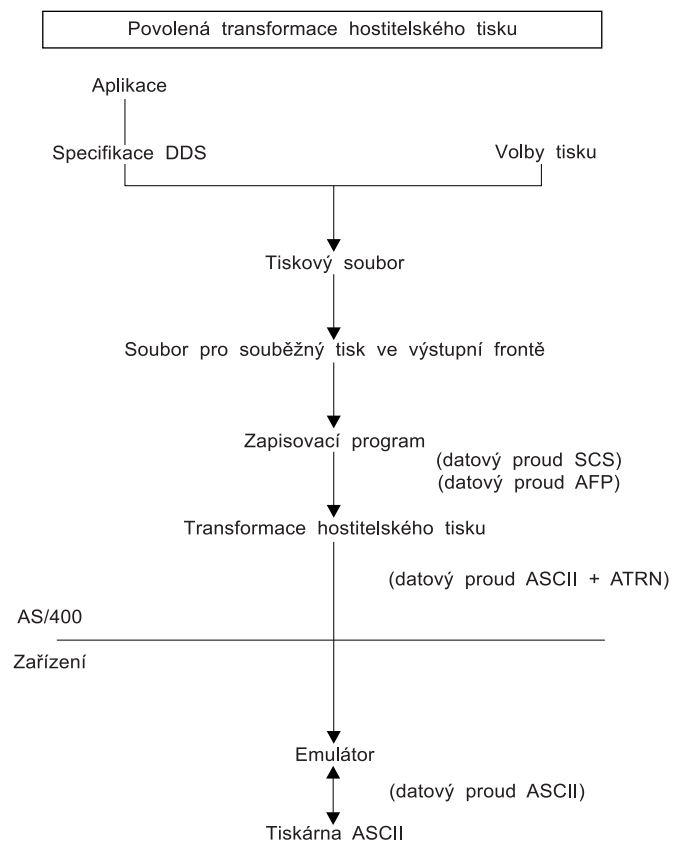 Povolená transformace hostitelského tisku
Aplikace
Specifikace DDS
Volby tisku
Tiskový soubor
Soubor pro souběžný tisk ve výstupní frontě
Zapisovací program
(datový proud SCS)
(datový proud AFP)
Transformace hostitelského tisku
(datový proud ASCII + ATRN)
AS/400
Zařízení
Emulátor
(datový proud ASCII)
Tiskárna ASCII